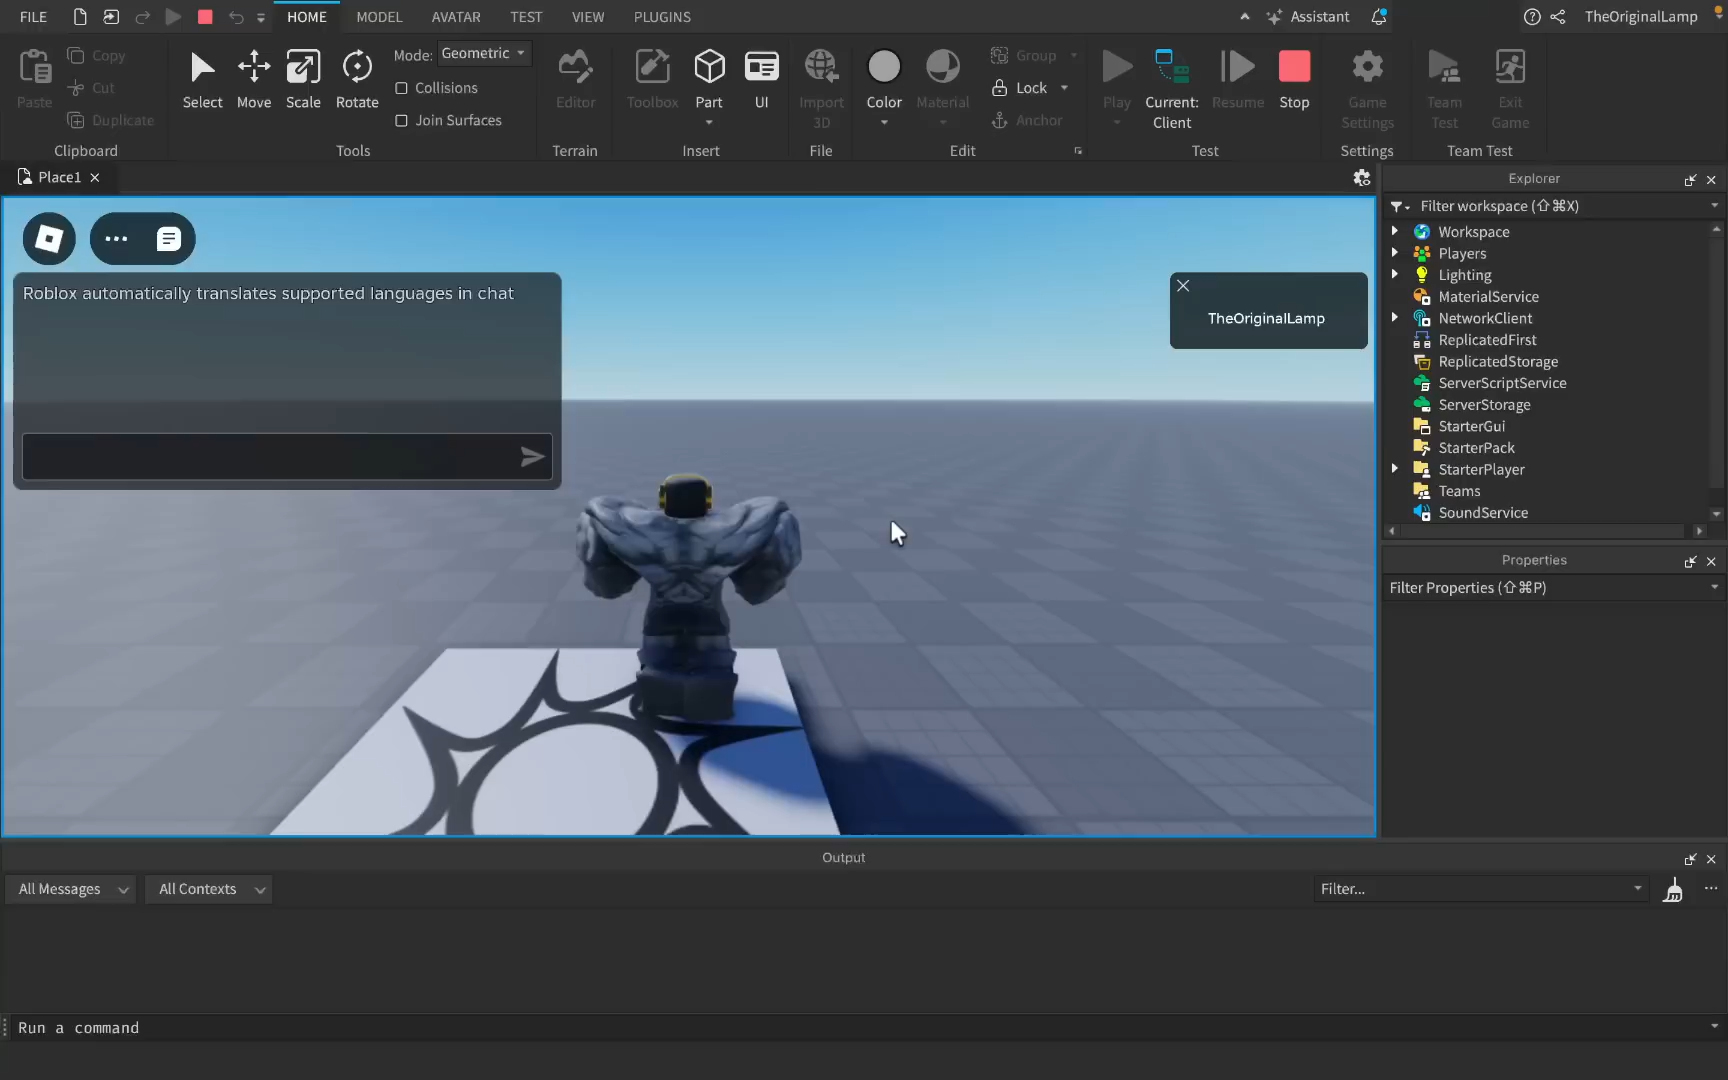 FILE HOME MODEL AVATAR TEST VIEW PLUGINS Assistant TheOriginalLamp
Paste Copy Cut Duplicate
Clipboard
Select Move Scale Rotate
Mode: Geometric
Collisions
Join Surfaces
Tools
Editor
Terrain
Toolbox Part UI
Insert
Import
3D
File
Color Material
Group
Lock
Anchor
Edit
Play Current:
Client Resume Stop
Test
Game
Settings
Settings
Team
Test Exit
Game
Team Test
Place1
Roblox automatically translates supported languages in chat
TheOriginalLamp
Explorer
Filter workspace (⇧⌘X)
Workspace
Players
Lighting
MaterialService
NetworkClient
ReplicatedFirst
ReplicatedStorage
ServerScriptService
ServerStorage
StarterGui
StarterPack
StarterPlayer
Teams
SoundService
Properties
Filter Properties (⇧⌘P)
Output
All Messages All Contexts Filter...
Run a command